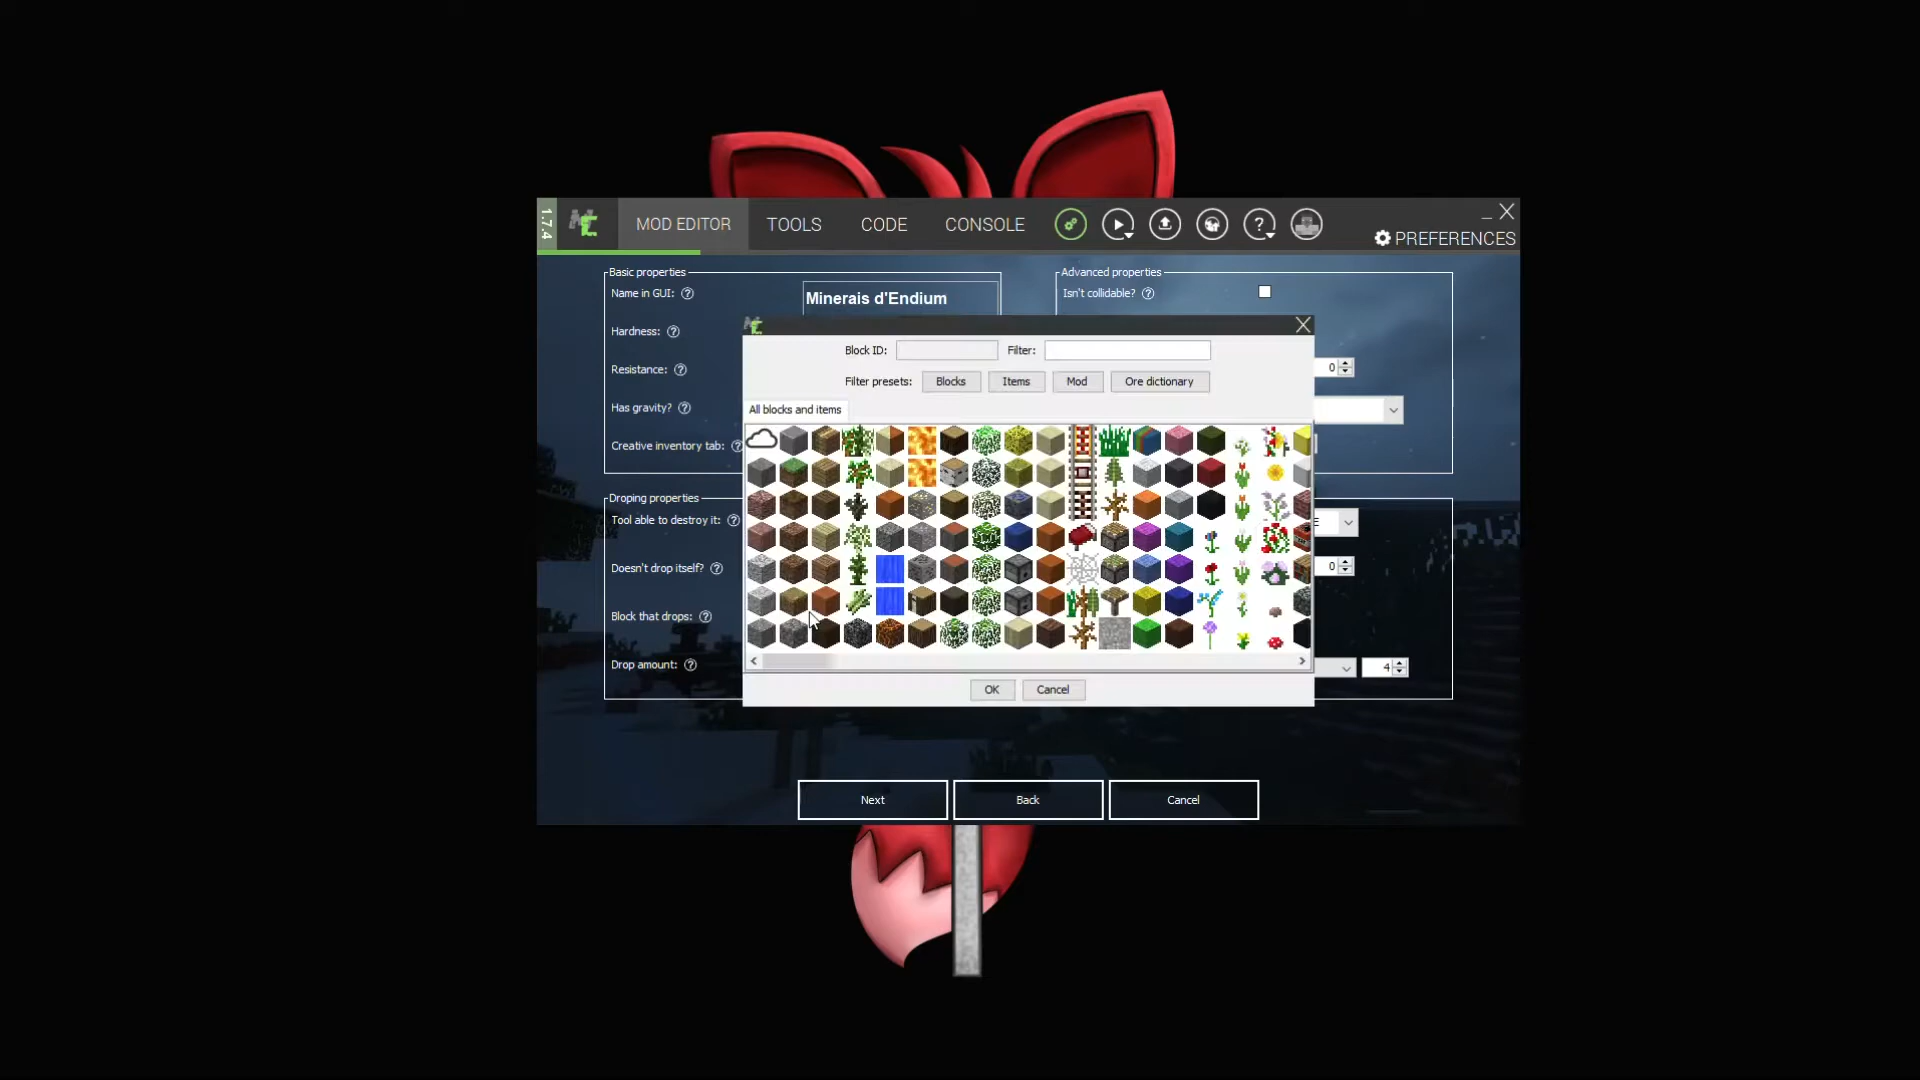 1.7.4
MOD EDITOR
TOOLS
CODE
CONSOLE
PREFERENCES
Basic properties
Advanced properties
Name in GUI:
Minerais d'Endium
Isn't collidable?
Hardness:
Block ID:
Filter:
Resistance:
0
Filter presets:
Blocks
Items
Mod
Ore dictionary
Has gravity?
All blocks and items
Creative inventory tab:
Droping properties
Tool able to destroy it:
E
Doesn't drop itself?
0
Block that drops:
Drop amount:
4
OK
Cancel
Next
Back
Cancel